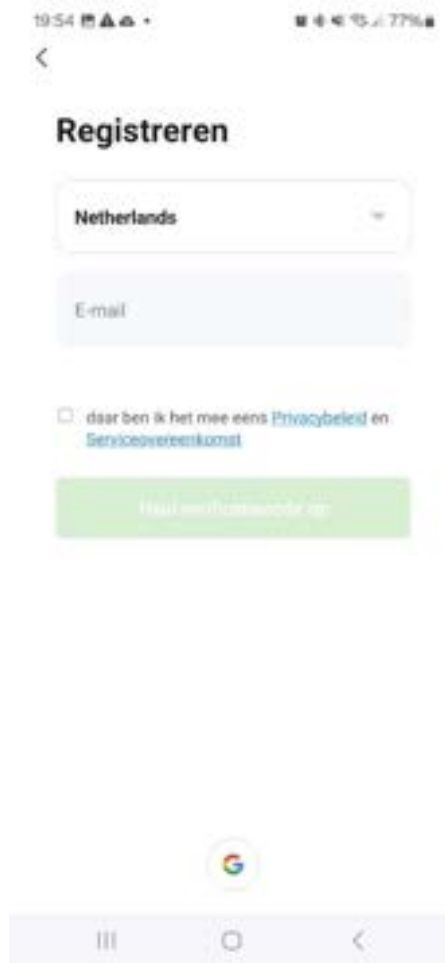 19:54
77%
Registreren
Netherlands
E-mail
daar ben ik het mee eens Privacybeleid en
Serviceovereenkomst
Haal verificatiecode op